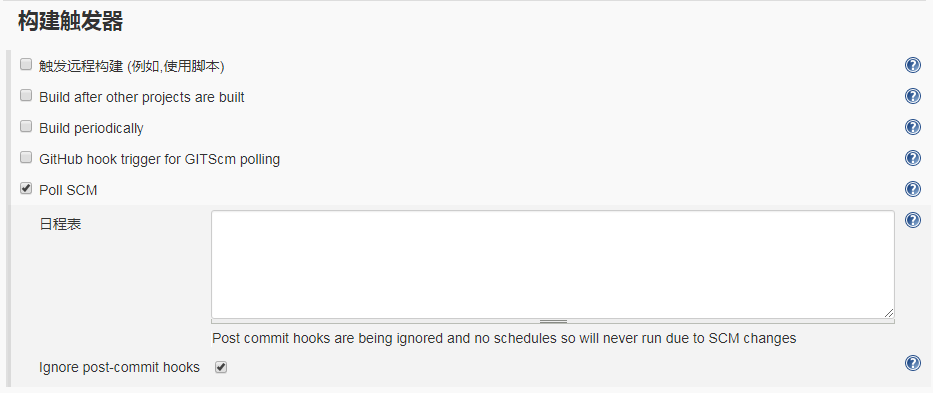 构建触发器
触发远程构建 (例如,使用脚本)
Build after other projects are built
Build periodically
GitHub hook trigger for GITScm polling
Poll SCM
日程表
Post commit hooks are being ignored and no schedules so will never run due to SCM changes
Ignore post-commit hooks